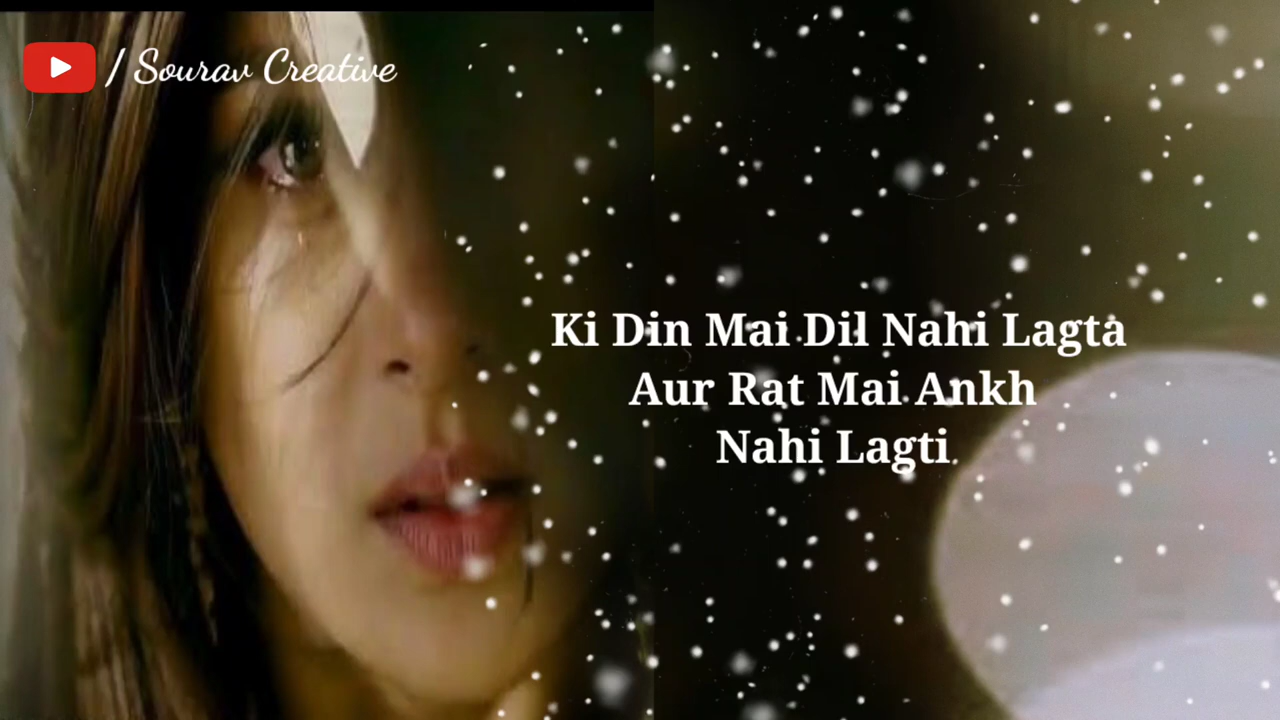 / Sourav Creative
Ki Din Mai Dil Nahi Lagta
Aur Rat Mai Ankh
Nahi Lagti